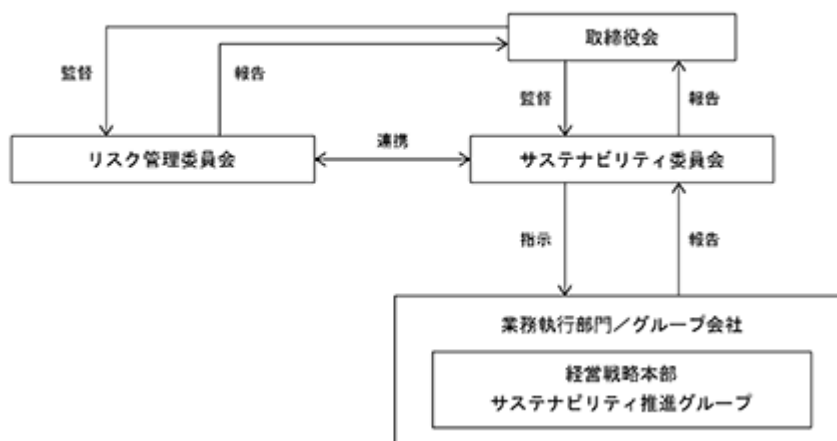 取締役会
監督
報告
監督
報告
リスク管理委員会
連携
サステナビリティ委員会
指示
報告
業務執行部門／グループ会社
経営戦略本部
サステナビリティ推進グループ